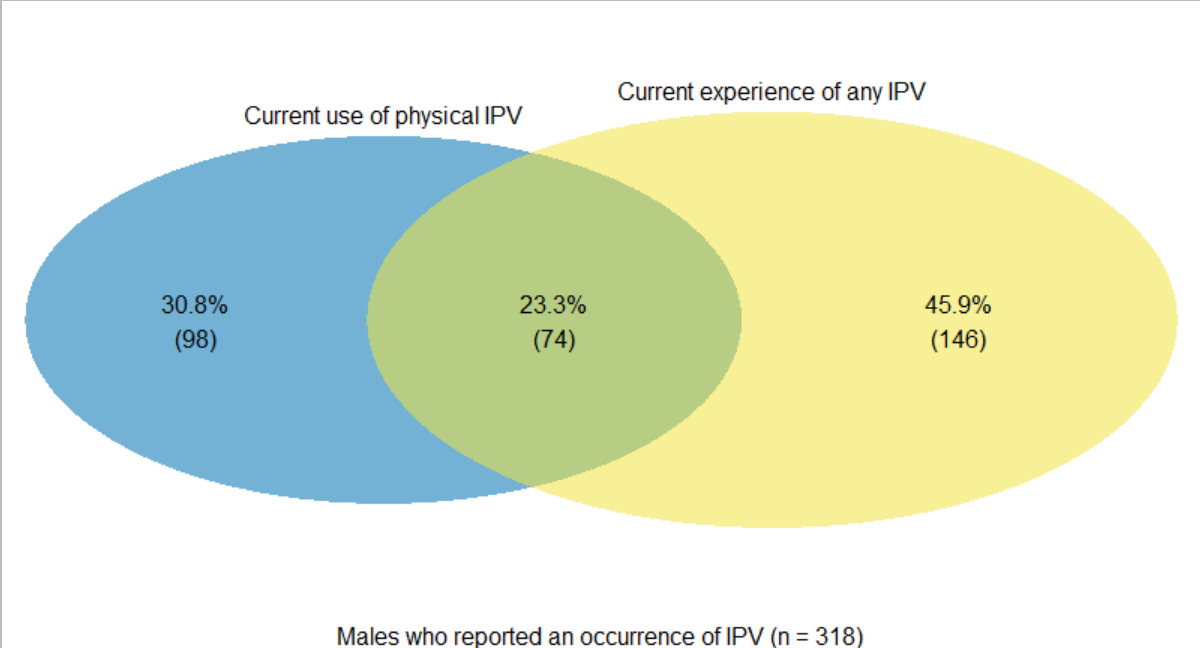 Current experience of any IPV
Current use of physical IPV
30.8%
(98)
23.3%
(74)
45.9%
(146)
Males who reported an occurrence of IPV (n = 318)